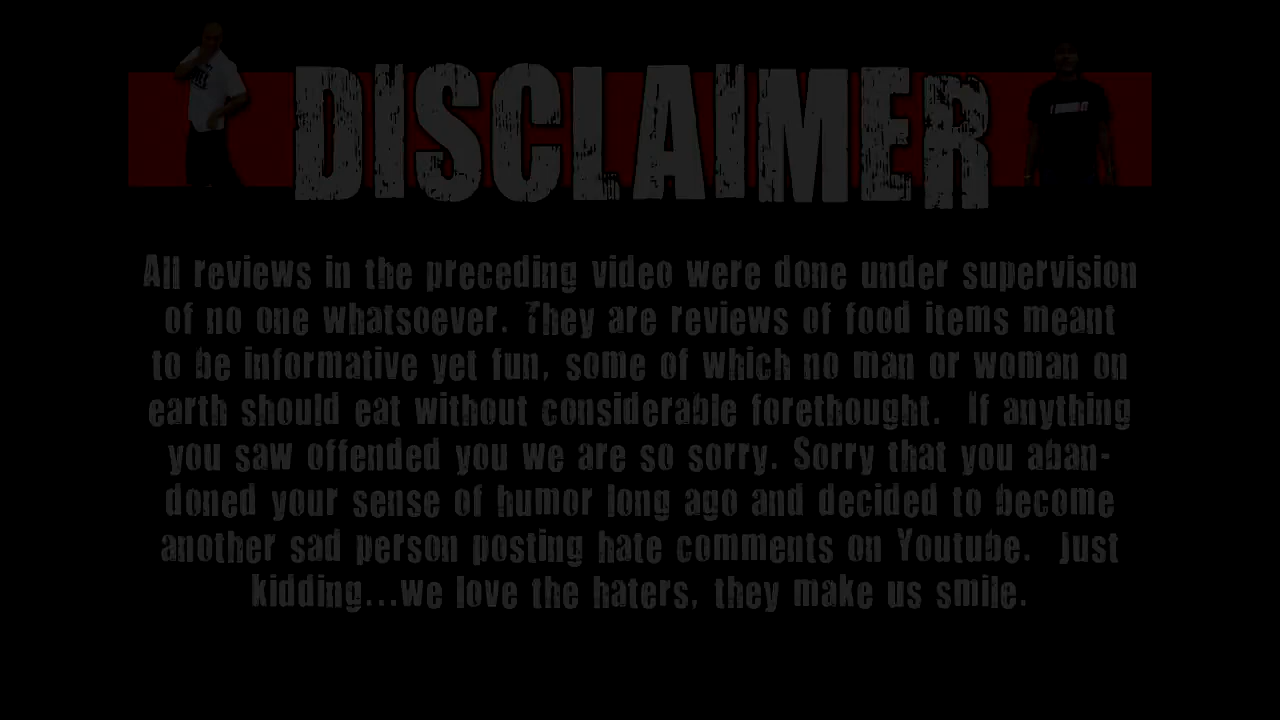 DISCLAIMER
All reviews in the preceding video were done under supervision
of no one whatsoever. They are reviews of food items meant
to be informative yet fun, some of which no man or woman on
earth should eat without considerable forethought.  If anything
you saw offended you we are so sorry. Sorry that you aban-
doned your sense of humor long ago and decided to become
another sad person posting hate comments on Youtube.  Just
kidding...we love the haters, they make us smile.